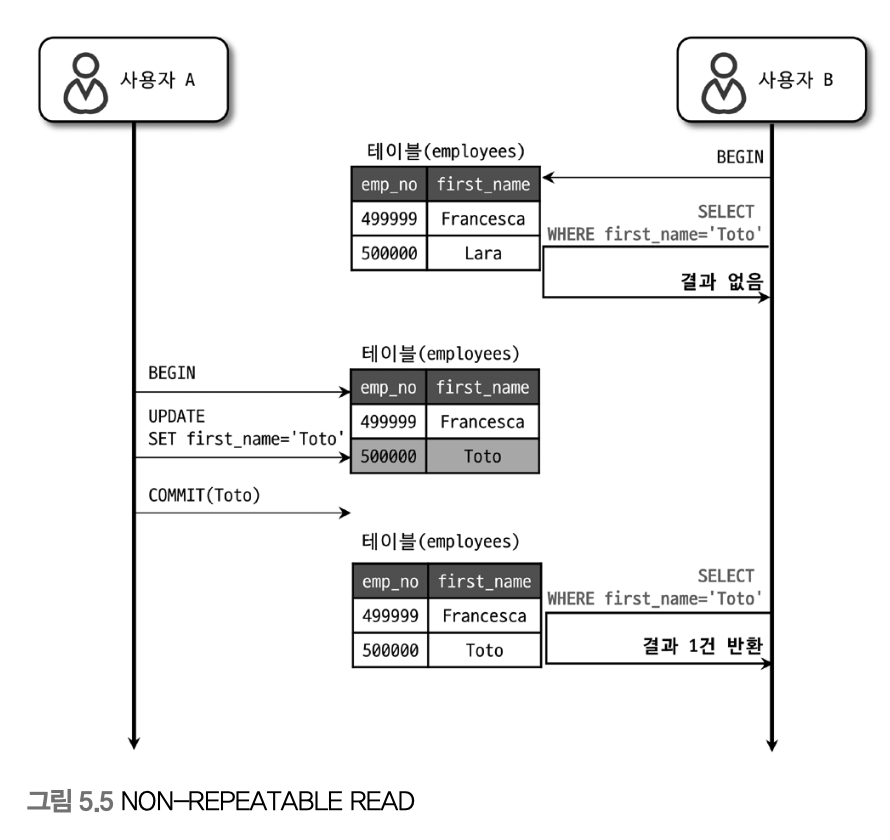 사용자 A
사용자 B
테이블(employees)
BEGIN
emp_no first_name
499999 Francesca
500000 Lara
SELECT
WHERE first_name='Toto'
결과 없음
테이블(employees)
BEGIN
emp_no first_name
UPDATE
SET first_name='Toto'
499999 Francesca
500000 Toto
COMMIT(Toto)
테이블(employees)
emp_no first_name
499999 Francesca
500000 Toto
SELECT
WHERE first_name='Toto'
결과 1건 반환
그림 5.5 NON-REPEATABLE READ